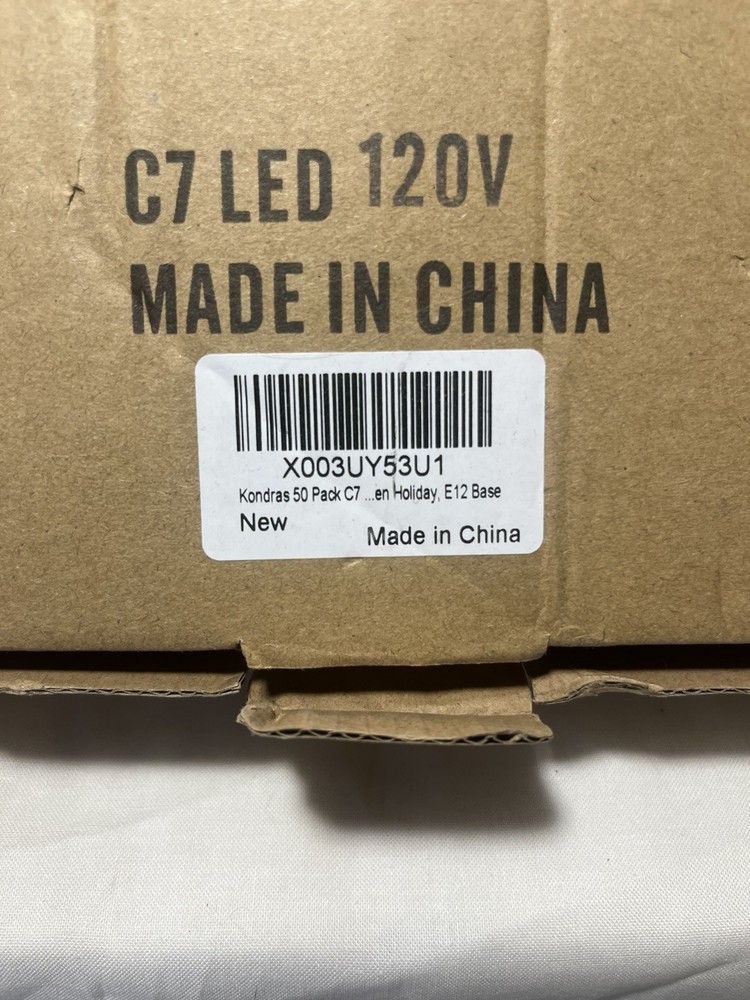 C7 LED 120V
MADE IN CHINA
X003UY53U1
Kondras 50 Pack C7 ...en Holiday, E12 Base
New
Made in China